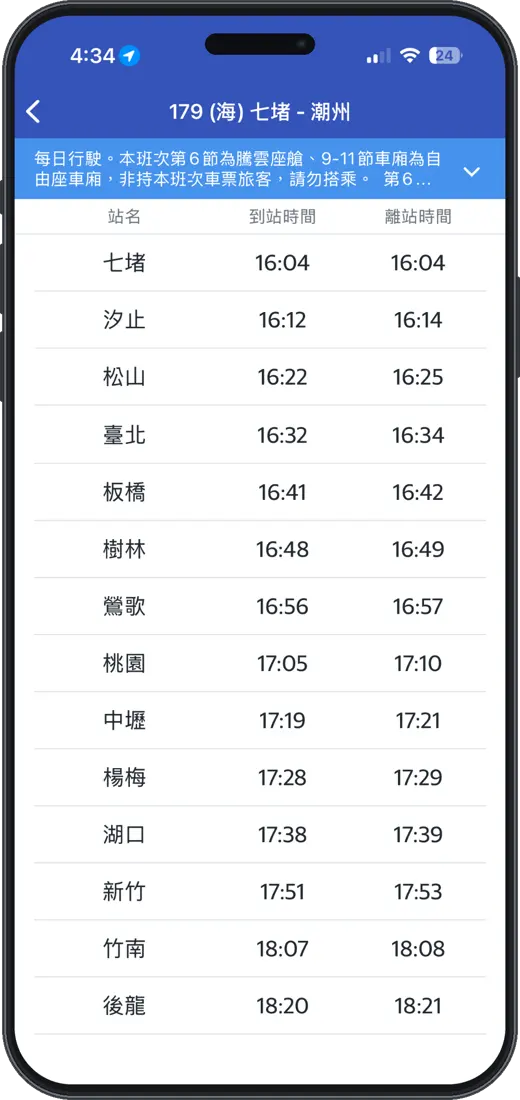 4:34
24
179 (海) 七堵 - 潮州
每日行駛。本班次第６節為騰雲座艙、9-11節車廂為自
由座車廂，非持本班次車票旅客，請勿搭乘。 第６...
站名 到站時間 離站時間
七堵 16:04 16:04
汐止 16:12 16:14
松山 16:22 16:25
臺北 16:32 16:34
板橋 16:41 16:42
樹林 16:48 16:49
鶯歌 16:56 16:57
桃園 17:05 17:10
中壢 17:19 17:21
楊梅 17:28 17:29
湖口 17:38 17:39
新竹 17:51 17:53
竹南 18:07 18:08
後龍 18:20 18:21